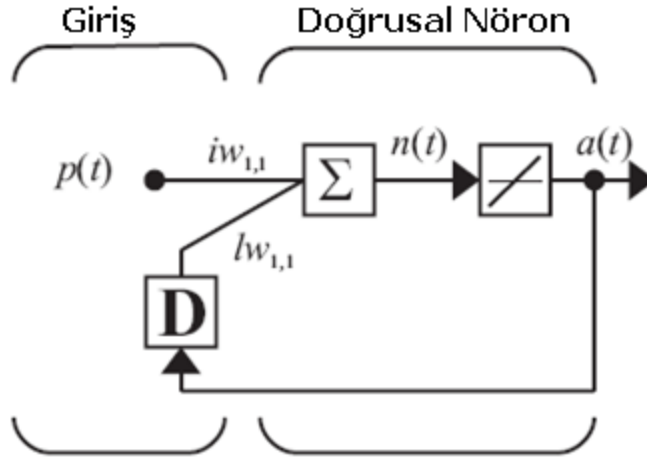 Giriş
Doğrusal Nöron
p(t)
iw1,1
Σ
n(t)
a(t)
lw1,1
D